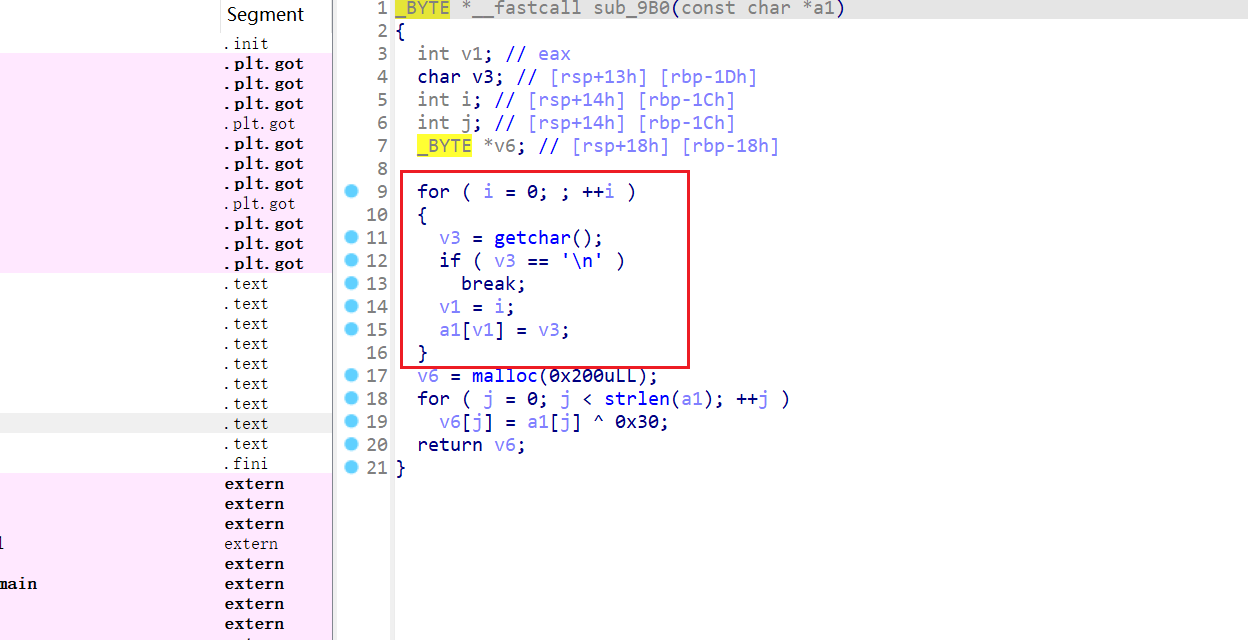 Segment
.init
.plt.got
.plt.got
.plt.got
.plt.got
.plt.got
.plt.got
.plt.got
.plt.got
.plt.got
.plt.got
.plt.got
.text
.text
.text
.text
.text
.text
.text
.text
.text
.fini
extern
extern
extern
l extern
extern
main extern
extern
extern
1 _BYTE *__fastcall sub_9B0(const char *a1)
2 {
3 int v1; // eax
4 char v3; // [rsp+13h] [rbp-1Dh]
5 int i; // [rsp+14h] [rbp-1Ch]
6 int j; // [rsp+14h] [rbp-1Ch]
7 _BYTE *v6; // [rsp+18h] [rbp-18h]
8
9 for ( i = 0; ; ++i )
10 {
11 v3 = getchar();
12 if ( v3 == '\n' )
13 break;
14 v1 = i;
15 a1[v1] = v3;
16 }
17 v6 = malloc(0x200uLL);
18 for ( j = 0; j < strlen(a1); ++j )
19 v6[j] = a1[j] ^ 0x30;
20 return v6;
21 }